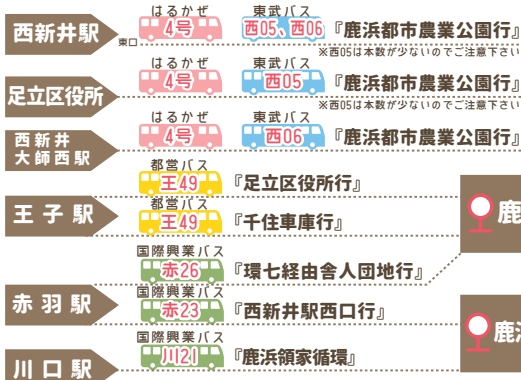 はるかぜ 東武バス
西新井駅 東口 4号 西05、西06 『鹿浜都市農業公園行』
※西05は本数が少ないのでご注意下さい
はるかぜ 東武バス
足立区役所 4号 西05 『鹿浜都市農業公園行』
※西05は本数が少ないのでご注意下さい
はるかぜ 東武バス
西新井
大師西駅 4号 西06 『鹿浜都市農業公園行』
都営バス
王49 『足立区役所行』
都営バス
王子駅 王49 『千住車庫行』
鹿
国際興業バス
赤26 『環七経由舎人団地行』
国際興業バス
赤羽駅 赤23 『西新井駅西口行』
鹿浜
国際興業バス
川口駅 川21 『鹿浜領家循環』